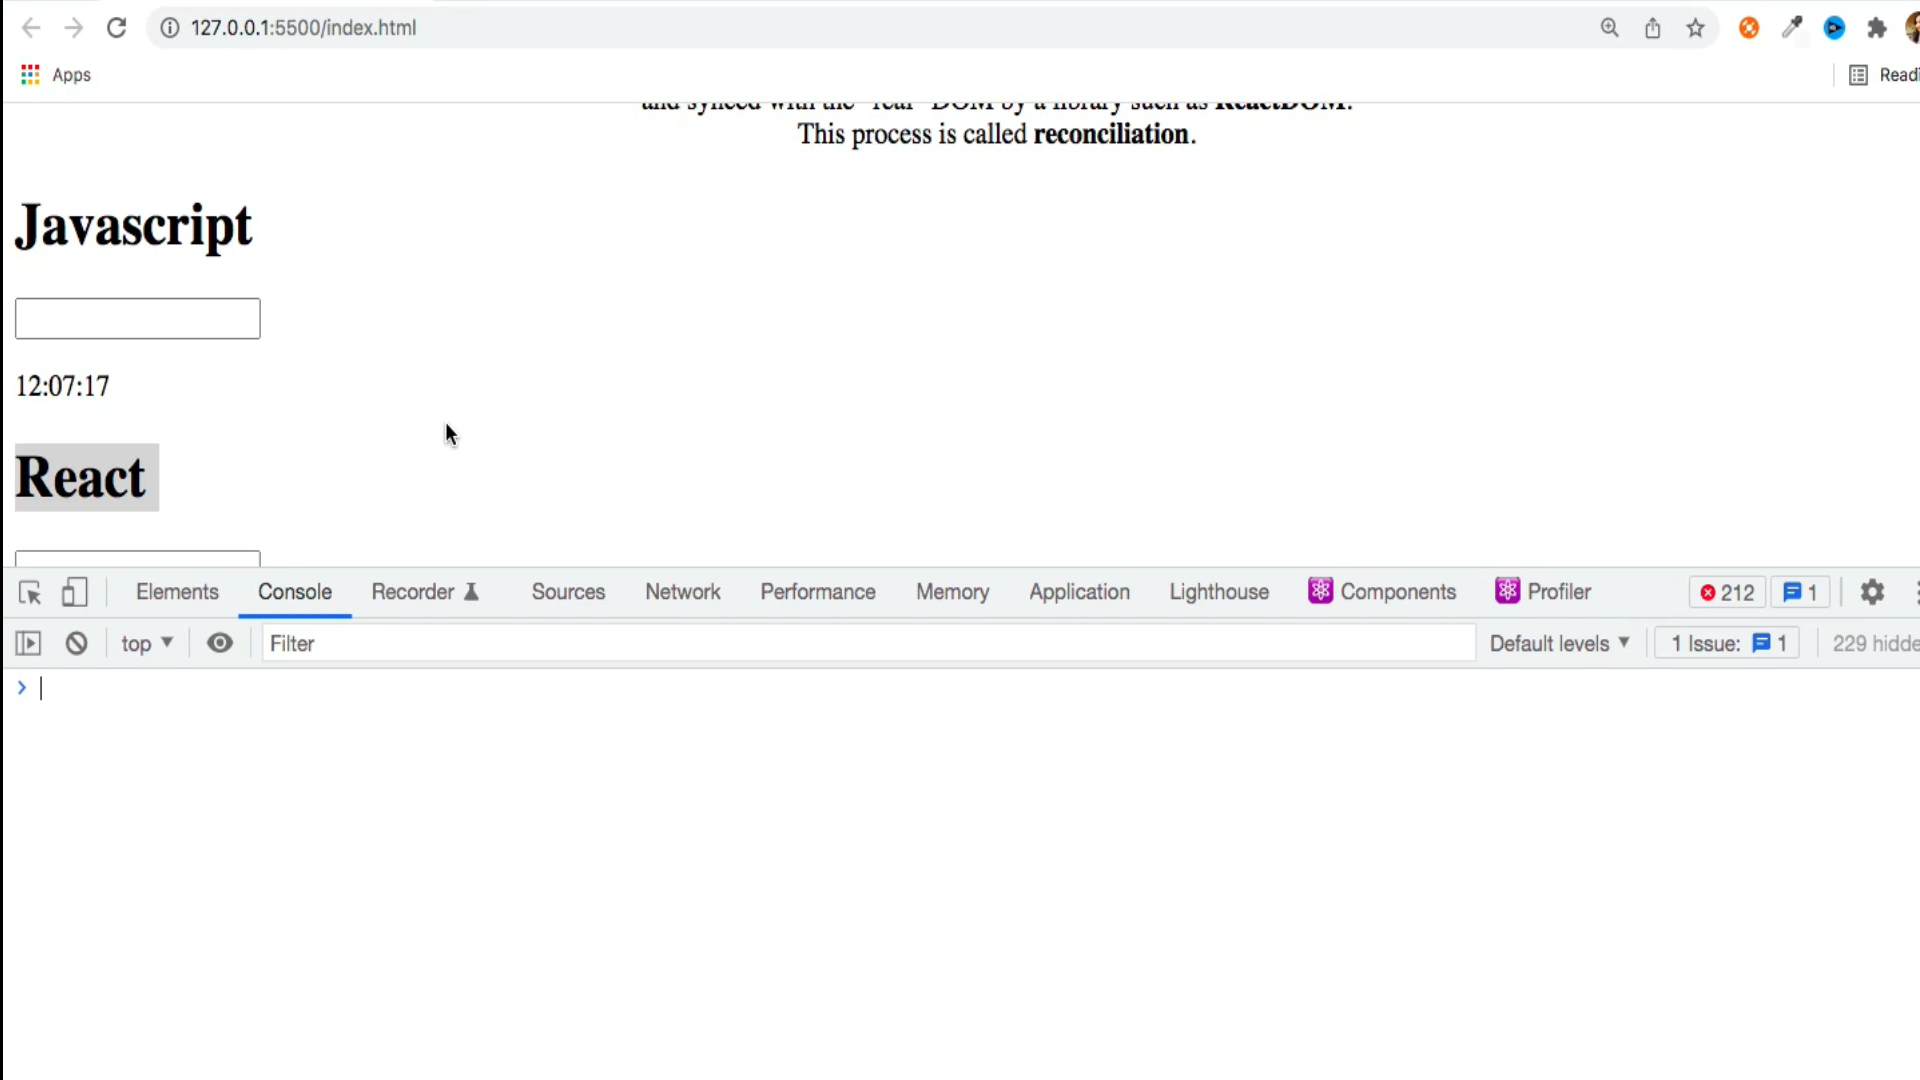 127.0.0.1:5500/index.html
Apps
Readi
and synced with the "real" DOM by a library such as ReactDOM.
This process is called reconciliation.
Javascript
12:07:17
React
Elements Console Recorder Sources Network Performance Memory Application Lighthouse Components Profiler 212 1
top Filter Default levels 1 Issue: 1 229 hidde